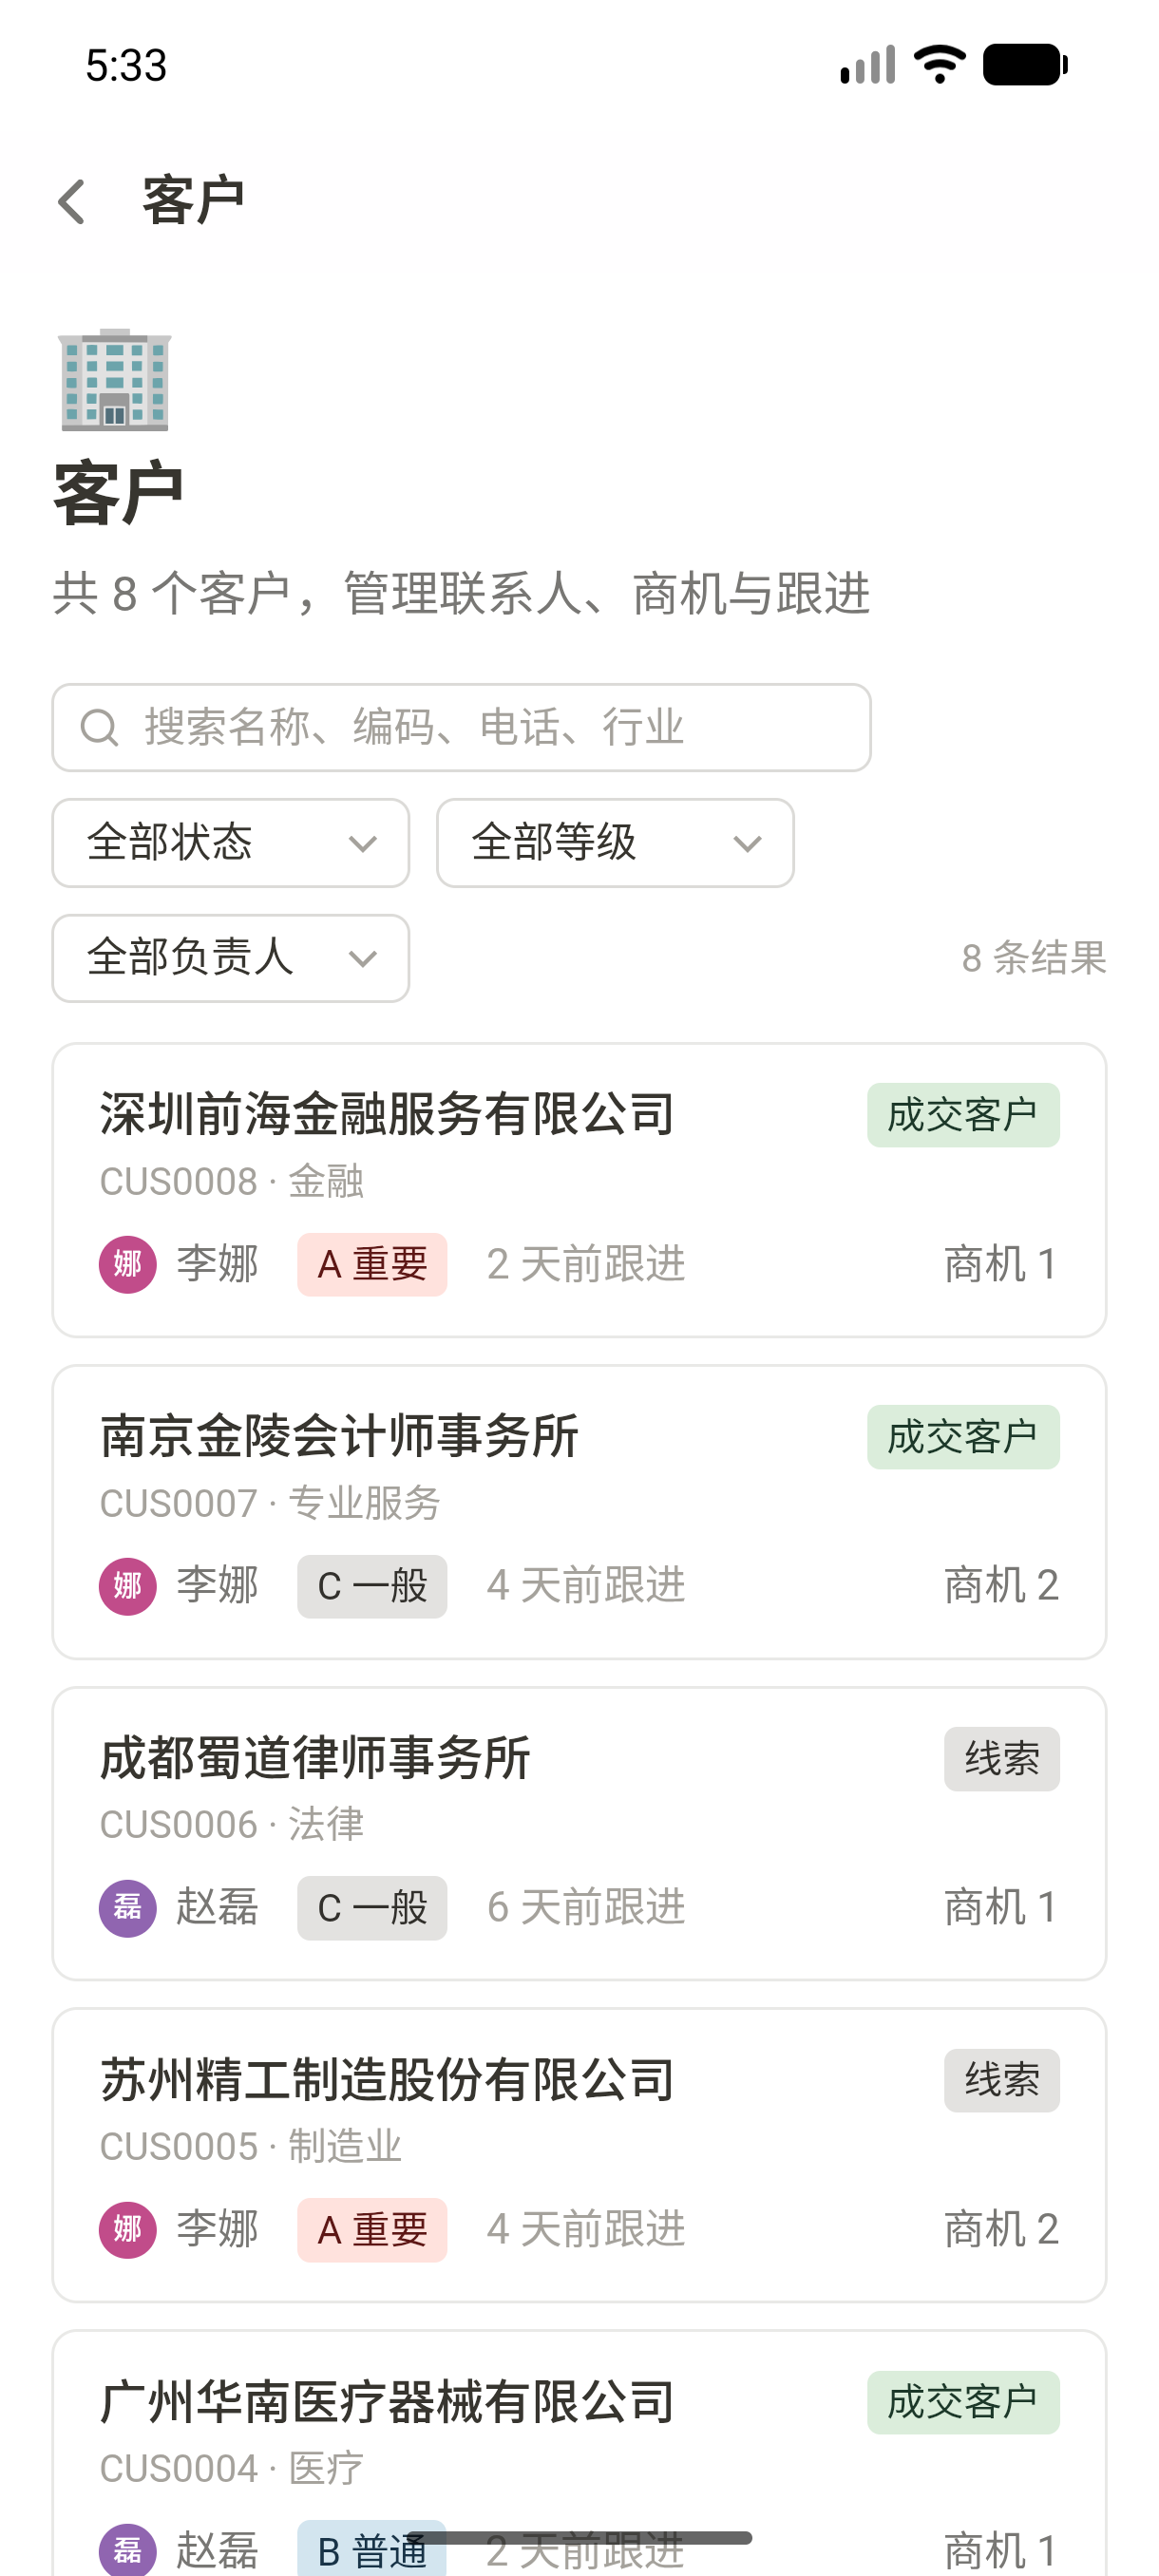 5:33
客户
客户
共 8 个客户，管理联系人、商机与跟进
搜索名称、编码、电话、行业
全部状态 全部等级
全部负责人 8 条结果
深圳前海金融服务有限公司 成交客户
CUS0008 · 金融
娜 李娜 A 重要 2 天前跟进 商机 1
南京金陵会计师事务所 成交客户
CUS0007 · 专业服务
娜 李娜 C 一般 4 天前跟进 商机 2
成都蜀道律师事务所 线索
CUS0006 · 法律
磊 赵磊 C 一般 6 天前跟进 商机 1
苏州精工制造股份有限公司 线索
CUS0005 · 制造业
娜 李娜 A 重要 4 天前跟进 商机 2
广州华南医疗器械有限公司 成交客户
CUS0004 · 医疗
磊 赵磊 B 普通 2 天前跟进 商机 1